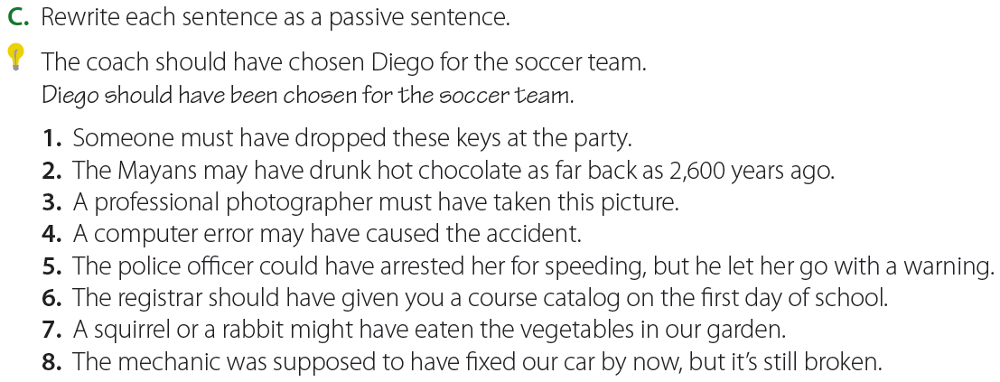 C. Rewrite each sentence as a passive sentence.
The coach should have chosen Diego for the soccer team.
Diego should have been chosen for the soccer team.
1. Someone must have dropped these keys at the party.
2. The Mayans may have drunk hot chocolate as far back as 2,600 years ago.
3. A professional photographer must have taken this picture.
4. A computer error may have caused the accident.
5. The police officer could have arrested her for speeding, but he let her go with a warning.
6. The registrar should have given you a course catalog on the first day of school.
7. A squirrel or a rabbit might have eaten the vegetables in our garden.
8. The mechanic was supposed to have fixed our car by now, but it's still broken.